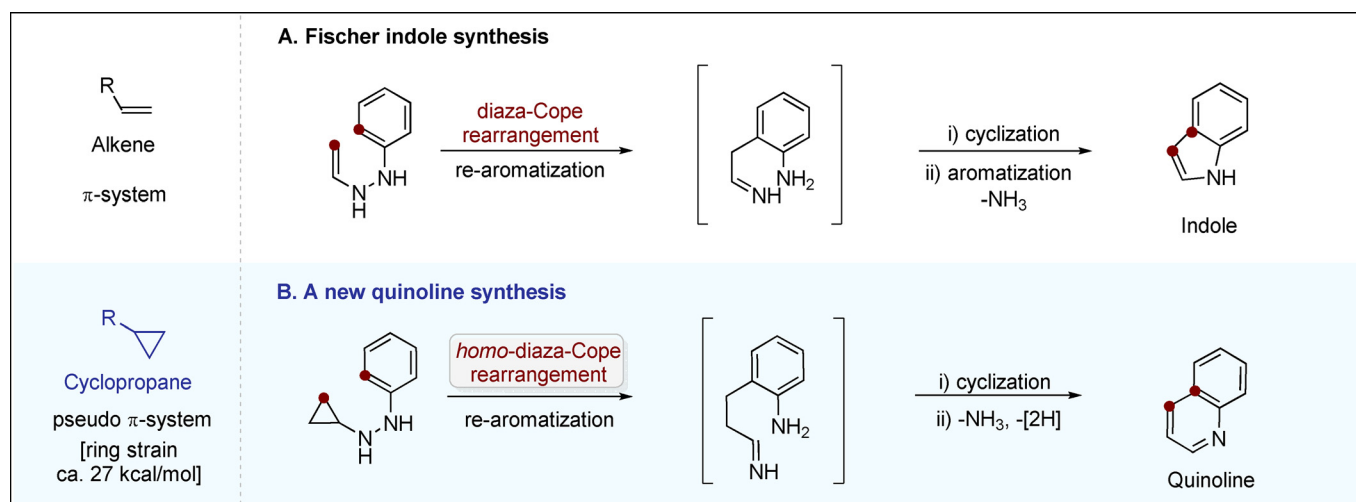 A. Fischer indole synthesis
R
Alkene
π-system
N
H
NH
diaza-Cope
rearrangement
re-aromatization
NH
NH2
i) cyclization
ii) aromatization
-NH3
NH
Indole
B. A new quinoline synthesis
R
Cyclopropane
pseudo π-system
[ring strain
ca. 27 kcal/mol]
N
H
NH
homo-diaza-Cope
rearrangement
re-aromatization
NH2
NH
i) cyclization
ii) -NH3, -[2H]
N
Quinoline